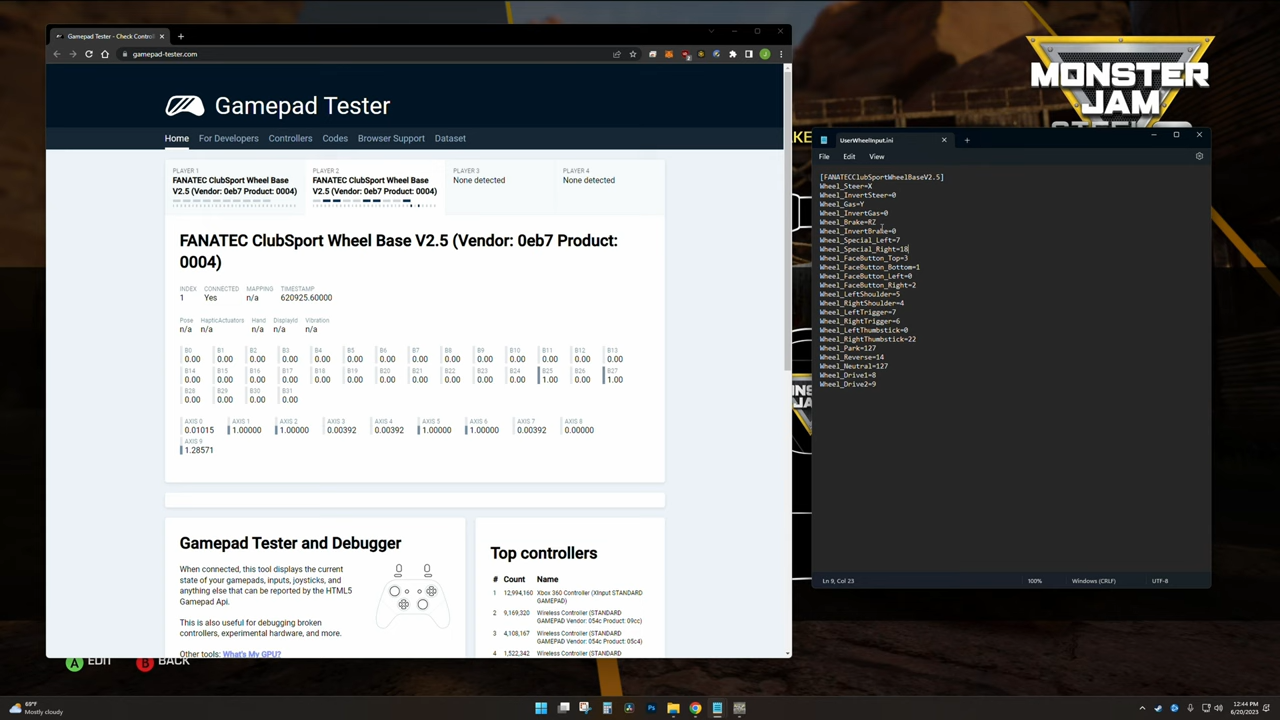 Gamepad Tester - Check Control
gamepad-tester.com
Gamepad Tester
Home For Developers Controllers Codes Browser Support Dataset
PLAYER 1
FANATEC ClubSport Wheel Base
V2.5 (Vendor: 0eb7 Product: 0004)
PLAYER 2
FANATEC ClubSport Wheel Base
V2.5 (Vendor: 0eb7 Product: 0004)
PLAYER 3
None detected
PLAYER 4
None detected
FANATEC ClubSport Wheel Base V2.5 (Vendor: 0eb7 Product:
0004)
INDEX CONNECTED MAPPING TIMESTAMP
1 Yes n/a 620925.60000
Pose HapticActuators Hand DisplayId Vibration
n/a n/a n/a n/a n/a
B0 B1 B2 B3 B4 B5 B6 B7 B8 B9 B10 B11 B12 B13
0.00 0.00 0.00 0.00 0.00 0.00 0.00 0.00 0.00 0.00 0.00 0.00 0.00 0.00
B14 B15 B16 B17 B18 B19 B20 B21 B22 B23 B24 B25 B26 B27
0.00 0.00 0.00 0.00 0.00 0.00 0.00 0.00 0.00 0.00 0.00 1.00 0.00 1.00
B28 B29 B30 B31
0.00 0.00 0.00 0.00
AXIS 0 AXIS 1 AXIS 2 AXIS 3 AXIS 4 AXIS 5 AXIS 6 AXIS 7 AXIS 8
0.01015 1.00000 1.00000 0.00392 0.00392 1.00000 1.00000 0.00392 0.00000
AXIS 9
1.28571
Gamepad Tester and Debugger
When connected, this tool displays the current
state of your gamepads, inputs, joysticks, and
anything else that can be reported by the HTML5
Gamepad Api.
This is also useful for debugging broken
controllers, experimental hardware, and more.
Other tools: What's My GPU?
Top controllers
# Count Name
1 12,994,160 Xbox 360 Controller (XInput STANDARD
GAMEPAD)
2 9,169,320 Wireless Controller (STANDARD
GAMEPAD Vendor: 054c Product: 09cc)
3 4,108,167 Wireless Controller (STANDARD
GAMEPAD Vendor: 054c Product: 05c4)
4 1,522,342 Wireless Controller (STANDARD
MONSTER
JAM
UserWheelInput.ini
File Edit View
[FANATECClubSportWheelBaseV2.5]
Wheel_Steer=X
Wheel_InvertSteer=0
Wheel_Gas=Y
Wheel_InvertGas=0
Wheel_Brake=RZ
Wheel_InvertBrake=0
Wheel_Special_Left=7
Wheel_Special_Right=18
Wheel_FaceButton_Top=3
Wheel_FaceButton_Bottom=1
Wheel_FaceButton_Left=0
Wheel_FaceButton_Right=2
Wheel_LeftShoulder=5
Wheel_RightShoulder=4
Wheel_LeftTrigger=7
Wheel_RightTrigger=6
Wheel_LeftThumbstick=0
Wheel_RightThumbstick=22
Wheel_Park=127
Wheel_Reverse=14
Wheel_Neutral=127
Wheel_Drive1=8
Wheel_Drive2=9
Ln 9, Col 23 100% Windows (CRLF) UTF-8
A EDIT B BACK
69°F
Mostly cloudy
12:44 PM
6/20/2023